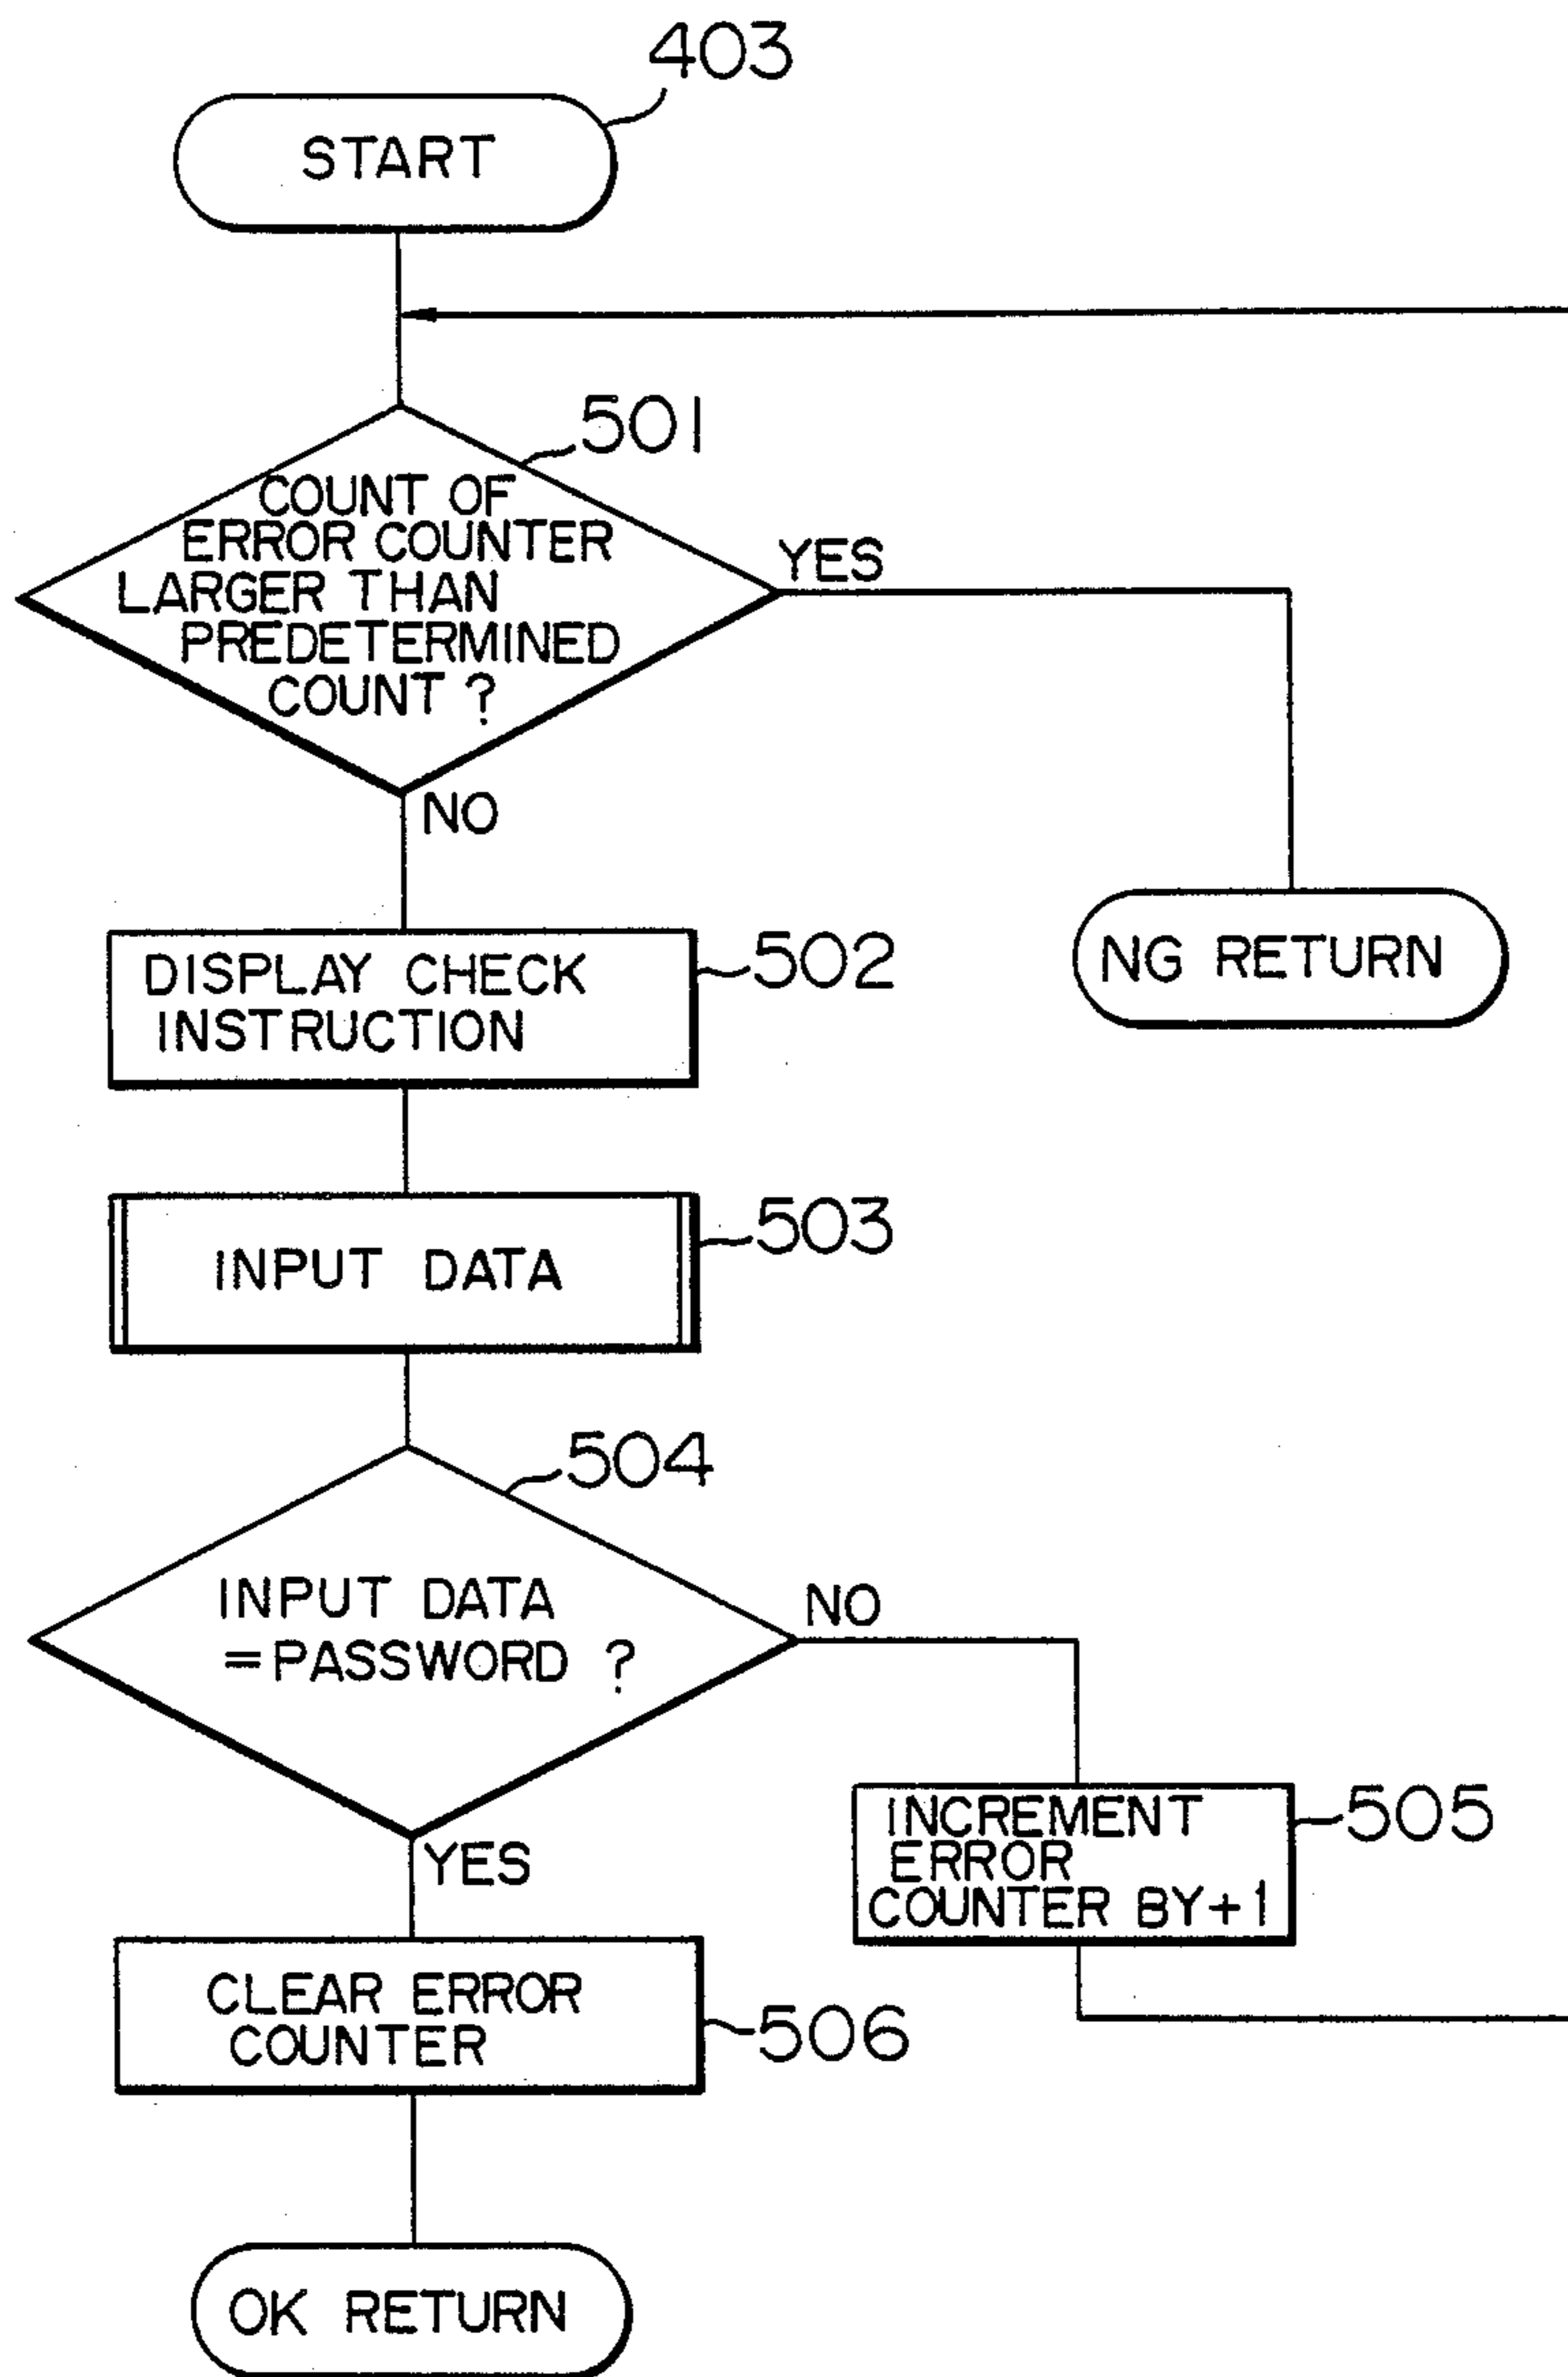 403
START
501
COUNT OF
ERROR COUNTER
LARGER THAN
PREDETERMINED
COUNT ?
YES
NO
NG RETURN
DISPLAY CHECK
INSTRUCTION
502
INPUT DATA
503
504
INPUT DATA
=PASSWORD ?
NO
YES
INCREMENT
ERROR
COUNTER BY+1
505
CLEAR ERROR
COUNTER
506
OK RETURN